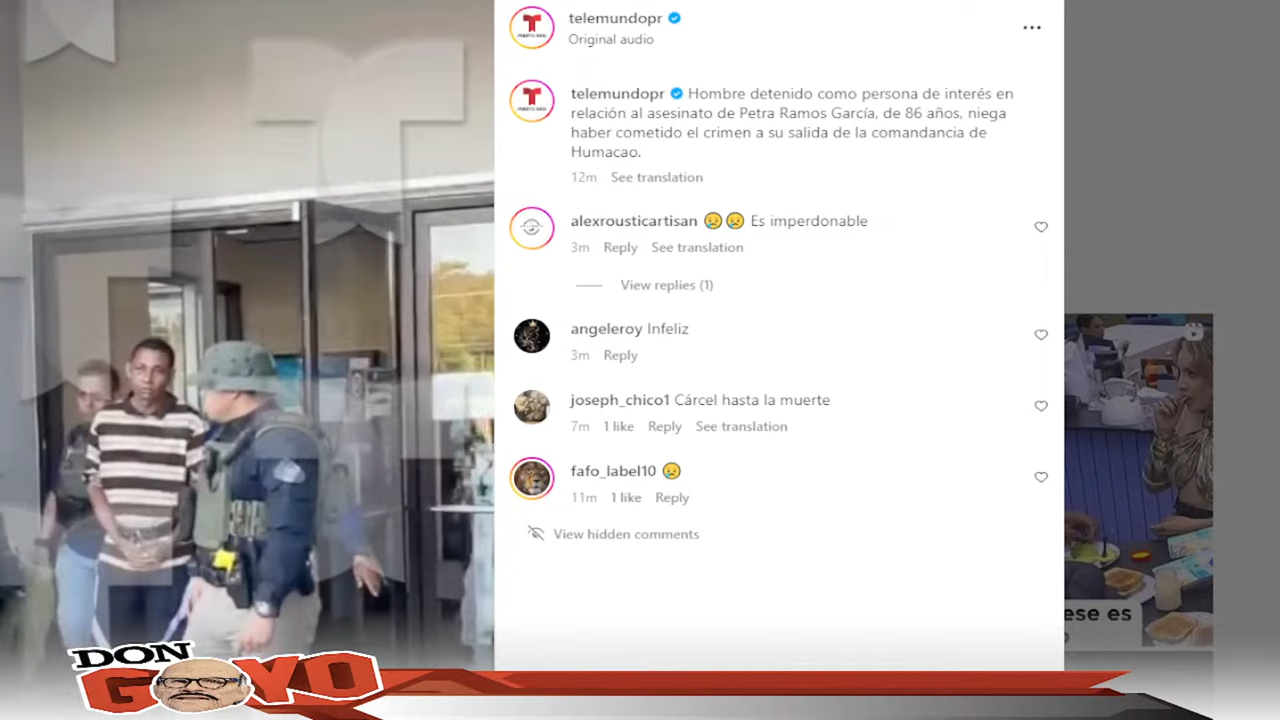 telemundopr
Original audio
telemundopr Hombre detenido como persona de interés en
relación al asesinato de Petra Ramos García, de 86 años, niega
haber cometido el crimen a su salida de la comandancia de
Humacao.
12m See translation
alexrousticartisan 😥😥 Es imperdonable
3m Reply See translation
View replies (1)
angeleroy Infeliz
3m Reply
joseph_chico1 Cárcel hasta la muerte
7m 1 like Reply See translation
fafo_label10 😥
11m 1 like Reply
View hidden comments
ese es
DON
GOYO